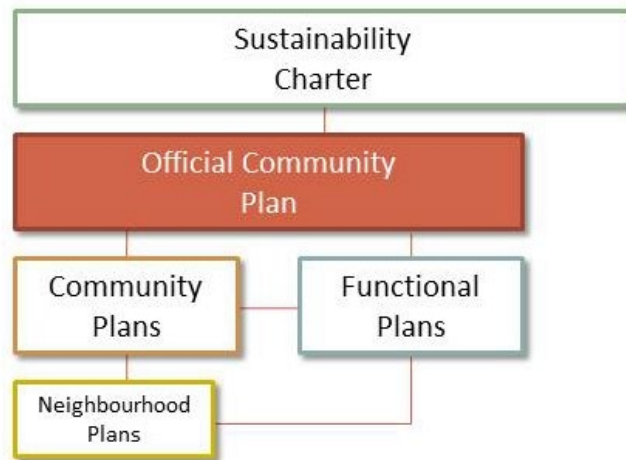 Sustainability
Charter
Official Community
Plan
Community
Plans
Functional
Plans
Neighbourhood
Plans